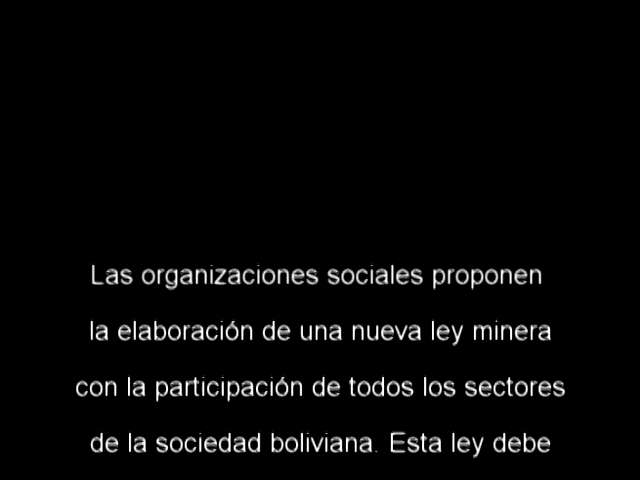 Las organizaciones sociales proponen
la elaboración de una nueva ley minera
con la participación de todos los sectores
de la sociedad boliviana. Esta ley debe